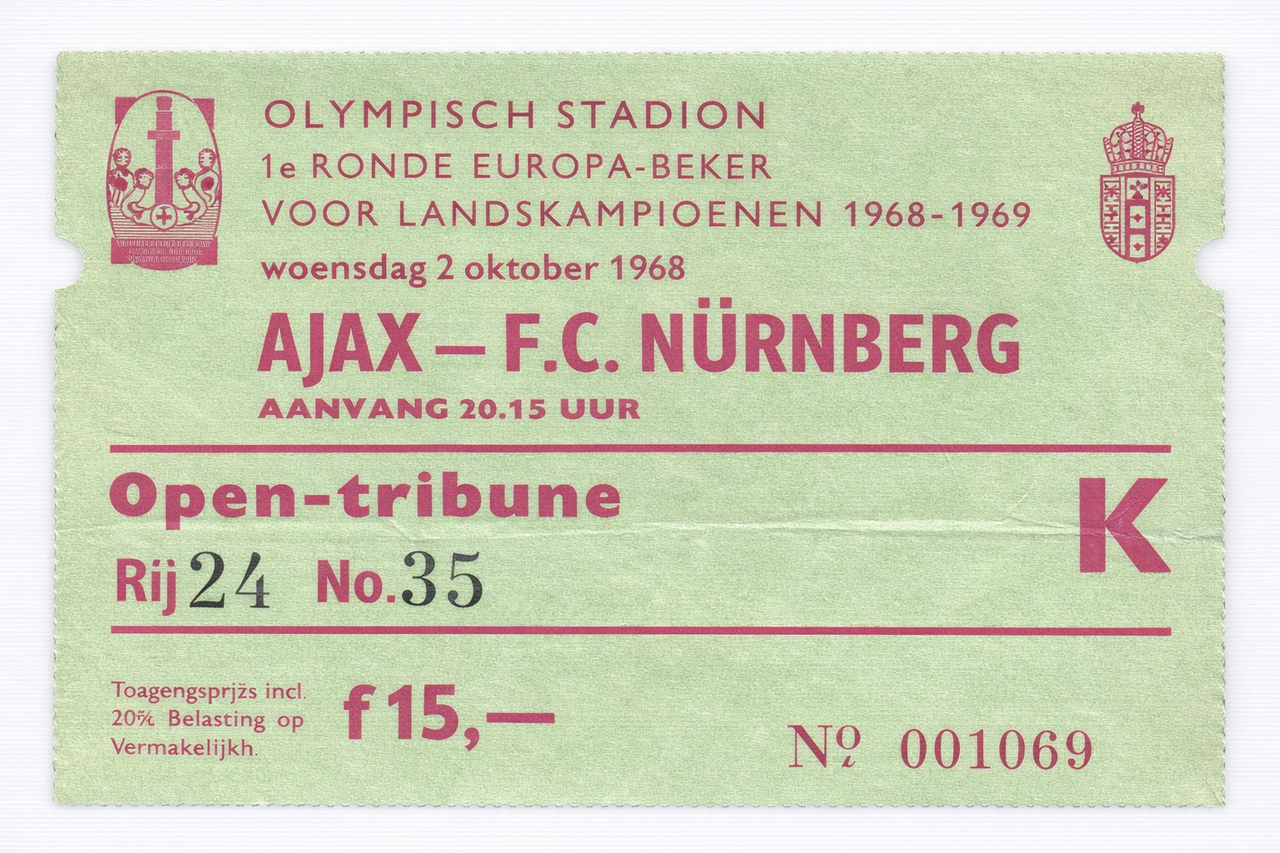 OLYMPISCH STADION
1e RONDE EUROPA-BEKER
VOOR LANDSKAMPIOENEN 1968-1969
woensdag 2 oktober 1968
AJAX — F.C. NÜRNBERG
AANVANG 20.15 UUR
Open-tribune
K
Rij 24 No. 35
Toagengsprjžs incl.
20% Belasting op
Vermakelijkh.
f 15,—
Nº 001069